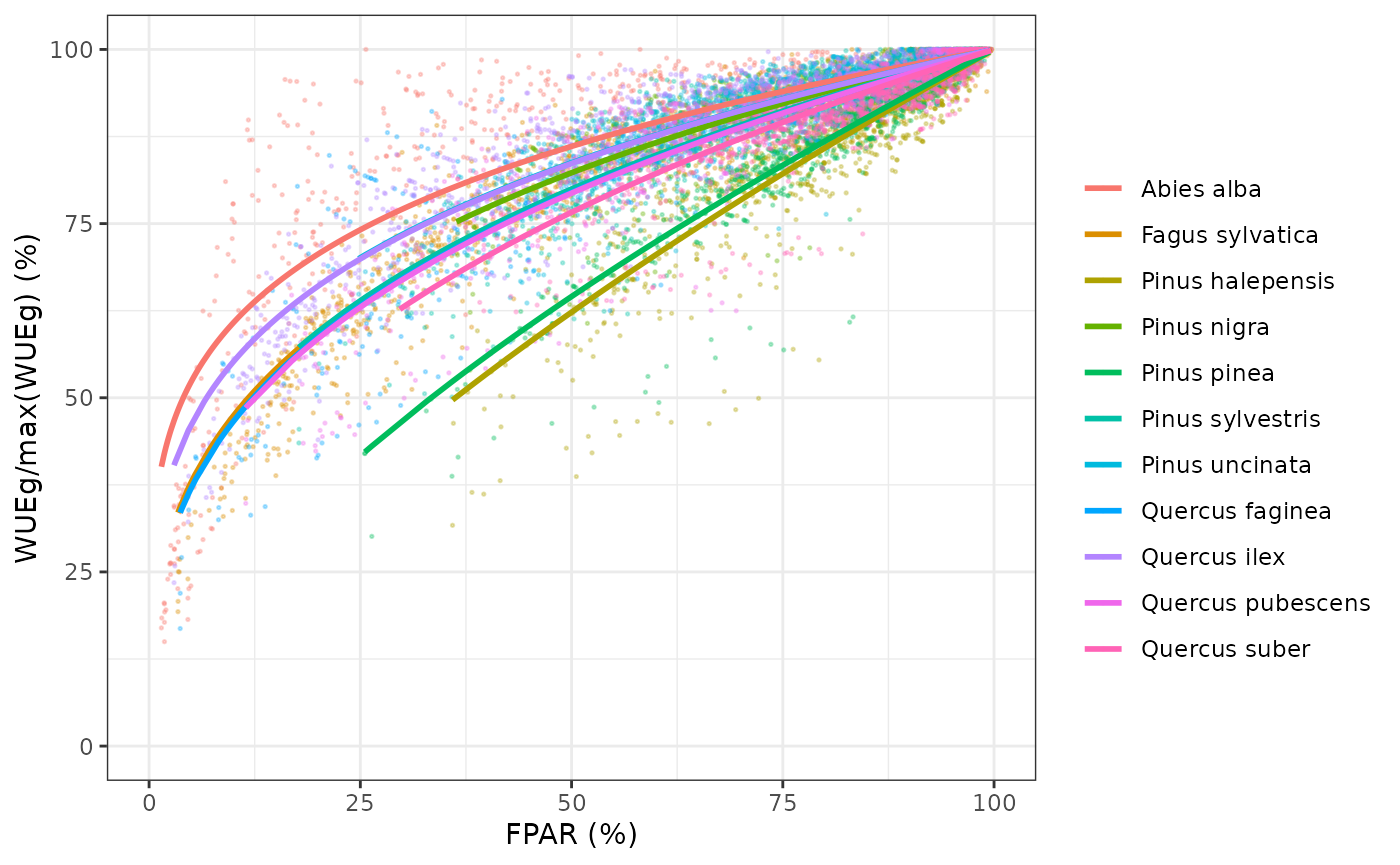 WUEg/max(WUEg) (%)
100
75
50
25
0
0
25
50
75
100
FPAR (%)
Abies alba
Fagus sylvatica
Pinus halepensis
Pinus nigra
Pinus pinea
Pinus sylvestris
Pinus uncinata
Quercus faginea
Quercus ilex
Quercus pubescens
Quercus suber